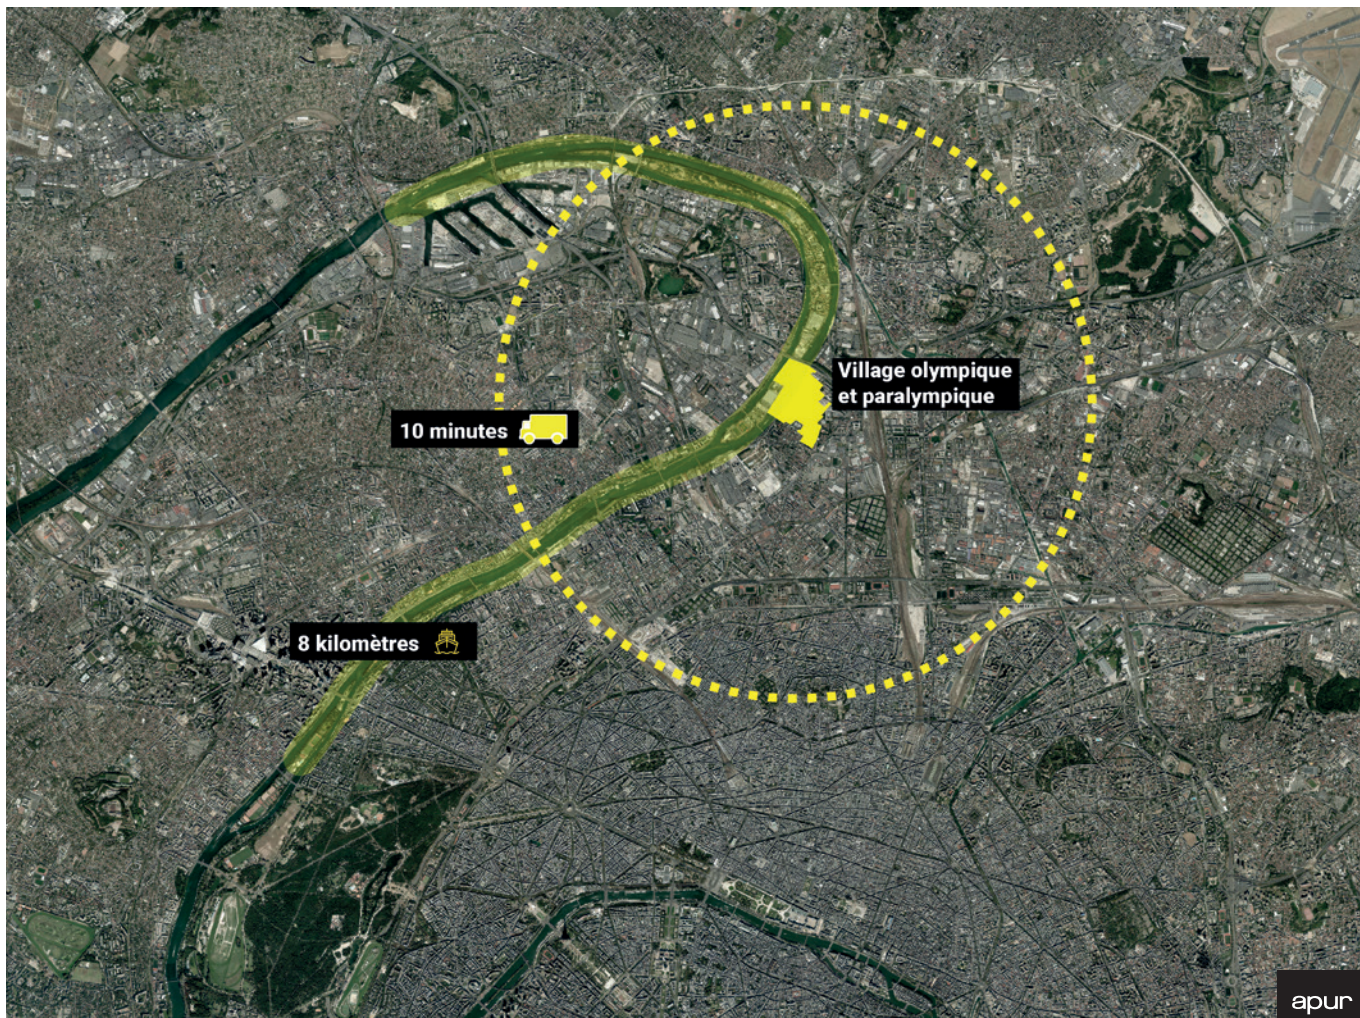 Village olympique
et paralympique
10 minutes
8 kilomètres
apur